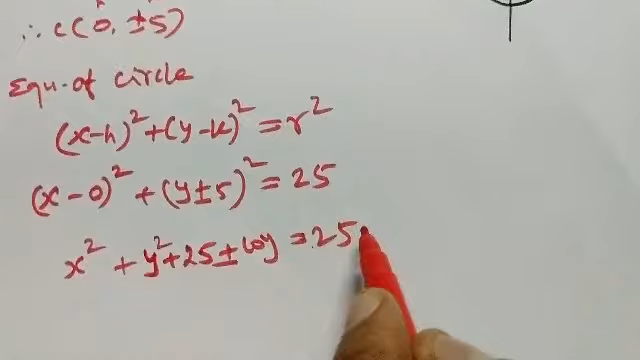 ∴ C(0, ±5)
Equ. of circle
(x-h)² + (y-k)² = r²
(x-0)² + (y±5)² = 25
x² + y² + 25 ± 10y = 25